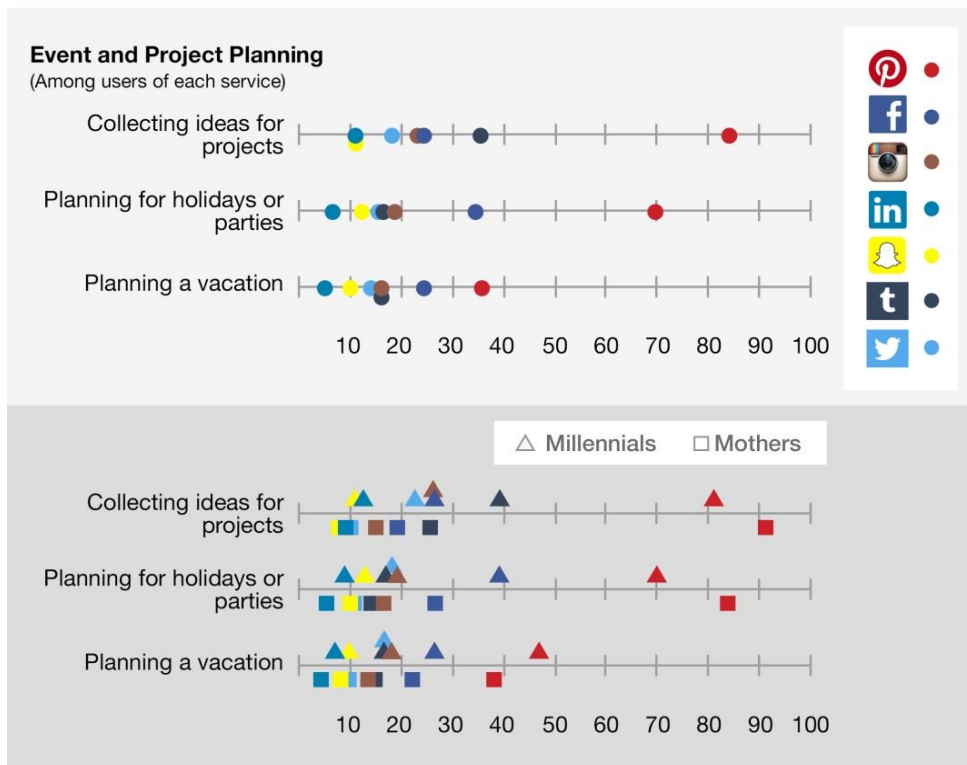 Event and Project Planning
(Among users of each service)
Collecting ideas for
projects
Planning for holidays or
parties
Planning a vacation
10 20 30 40 50 60 70 80 90 100
f
in
t
Millennials Mothers
Collecting ideas for
projects
Planning for holidays or
parties
Planning a vacation
10 20 30 40 50 60 70 80 90 100